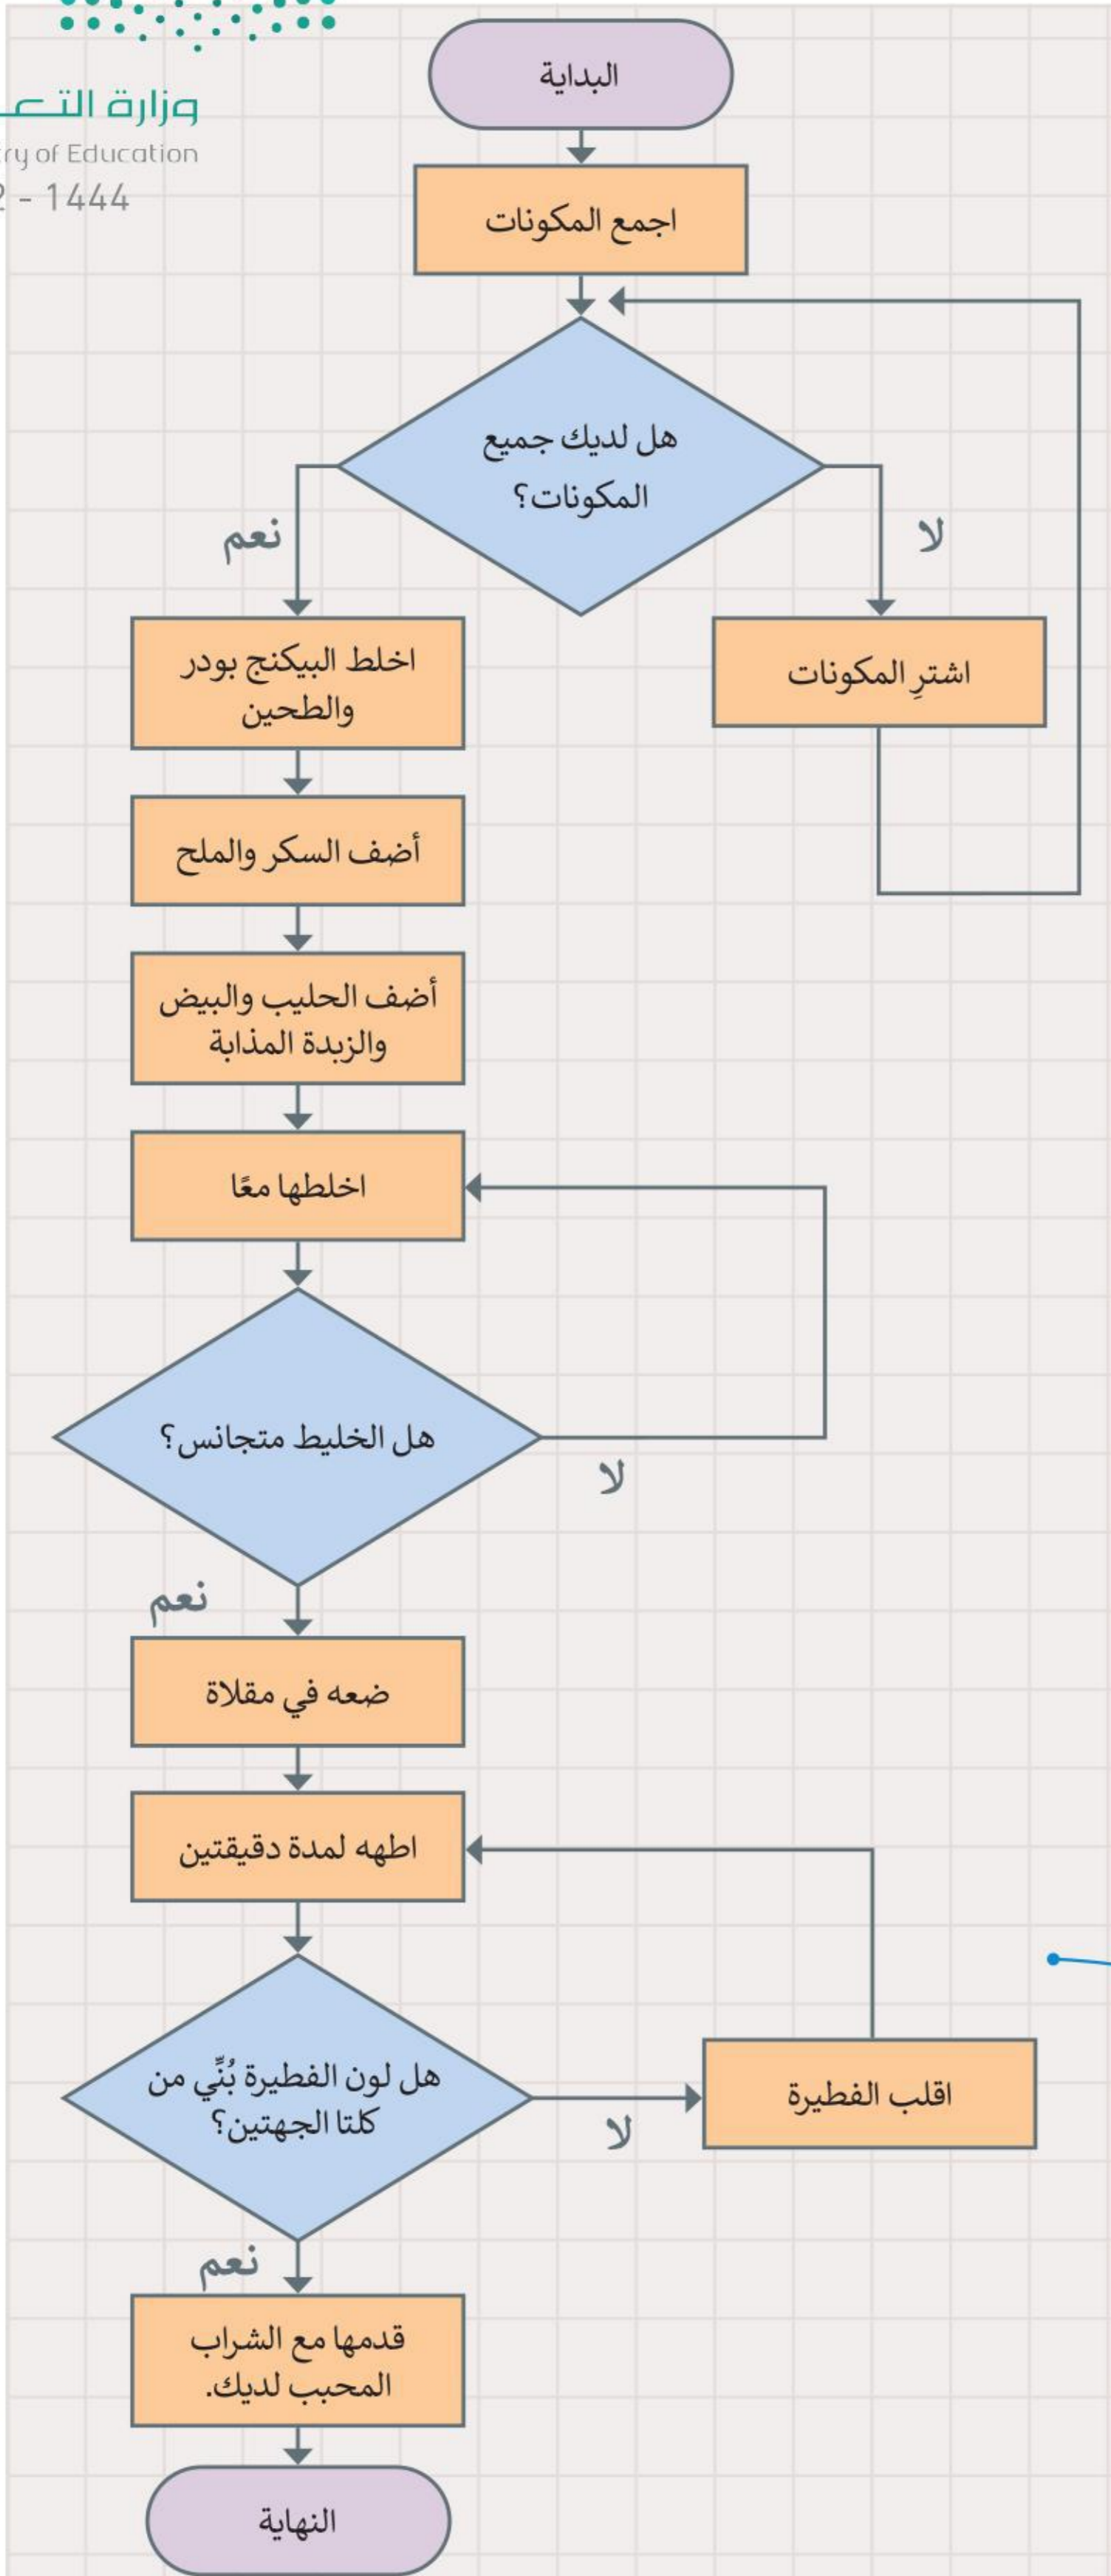 وزارة التعـ
ry of Education
2 - 1444
البداية
اجمع المكونات
هل لديك جميع
المكونات؟
نعم
لا
اخلط البيكنج بودر
والطحين
اشترِ المكونات
أضف السكر والملح
أضف الحليب والبيض
والزبدة المذابة
اخلطها معًا
هل الخليط متجانس؟
لا
نعم
ضعه في مقلاة
اطهه لمدة دقيقتين
هل لون الفطيرة بُنِّي من
كلتا الجهتين؟
لا
اقلب الفطيرة
نعم
قدمها مع الشراب
المحبب لديك.
النهاية